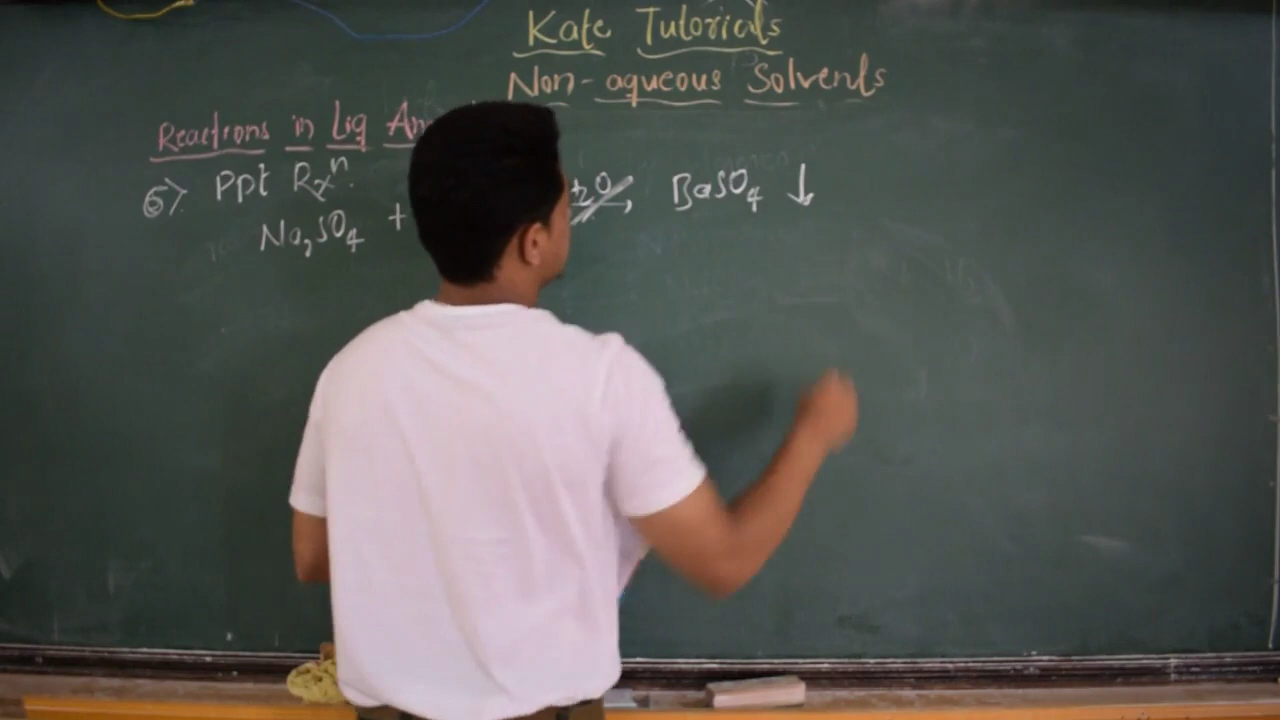 Kate Tutorials
Non-aqueous Solvents
Reactions in Liq
6> Ppt Rxⁿ.
Na₂SO₄ + BaSO₄ ↓